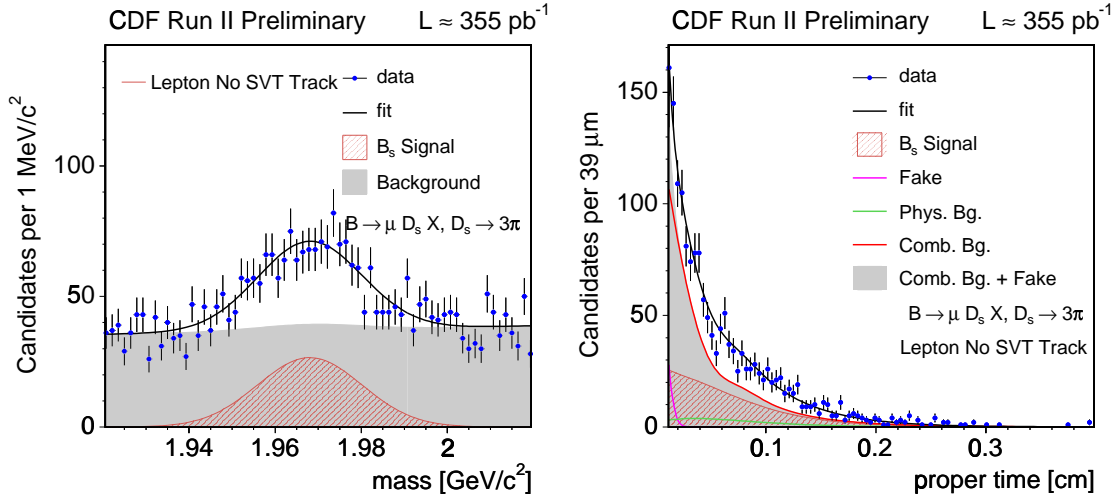 CDF Run II Preliminary L ≈ 355 pb⁻¹
Candidates per 1 MeV/c²
Lepton No SVT Track
data
fit
Bₛ Signal
Background
B → μ Dₛ X, Dₛ → 3π
0
50
100
1.94
1.96
1.98
2
mass [GeV/c²]
CDF Run II Preliminary L ≈ 355 pb⁻¹
Candidates per 39 μm
data
fit
Bₛ Signal
Fake
Phys. Bg.
Comb. Bg.
Comb. Bg. + Fake
B → μ Dₛ X, Dₛ → 3π
Lepton No SVT Track
0
50
100
150
0.1
0.2
0.3
proper time [cm]